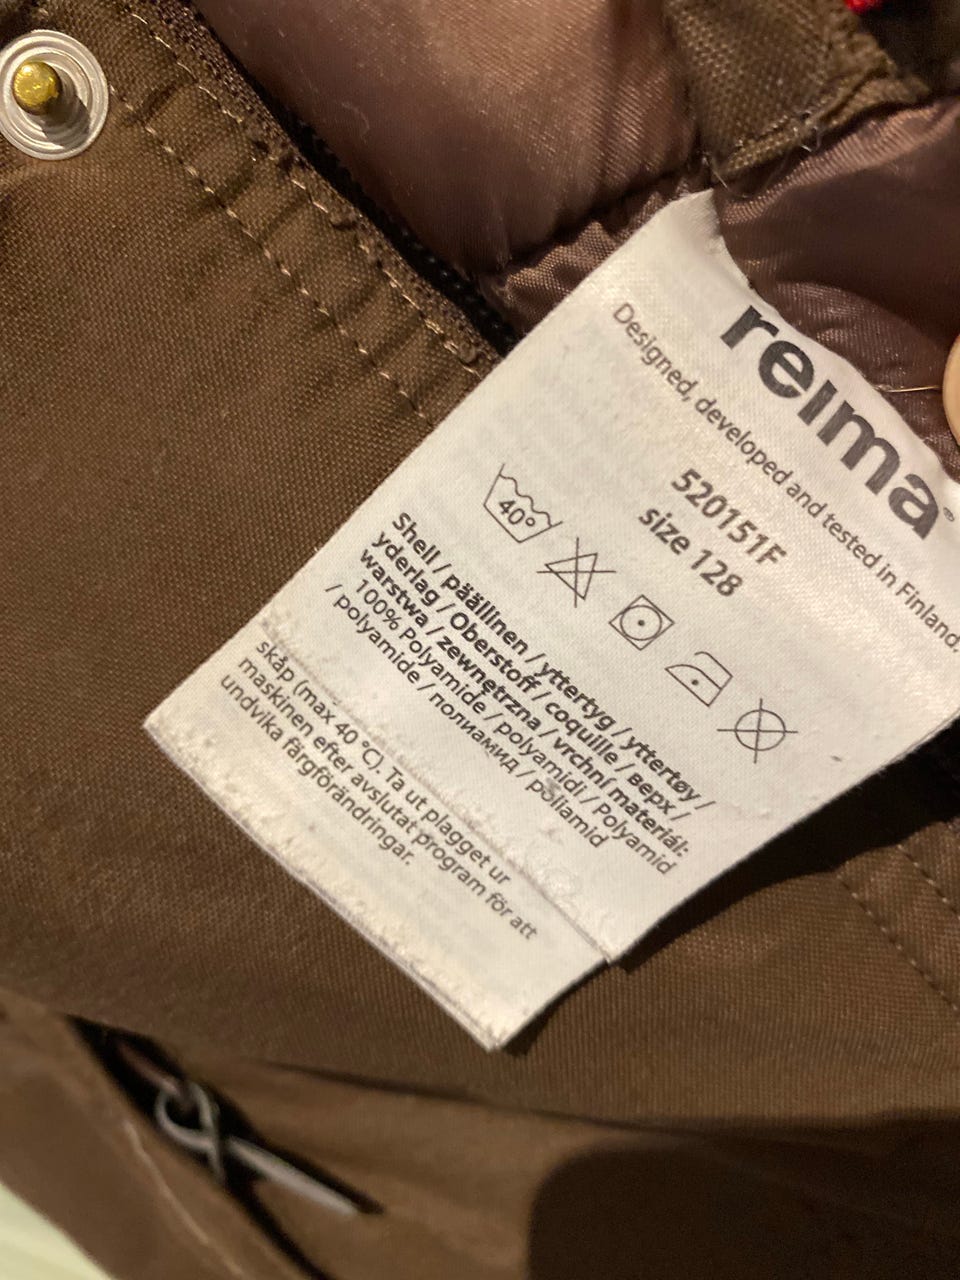 reima®
Designed, developed and tested in Finland.
520151F
size 128
40°
Shell / päällinen / yttertyg / yttertøy /
yderlag / Oberstoff / coquille / верх /
warstwa / zewnętrzna / vrchní materiál:
100% Polyamide / polyamidi / Polyamid
/ polyamide / полиамид / poliamid
skåp (max 40 °C). Ta ut plagget ur
maskinen efter avslutat program för att
undvika färgförändringar.